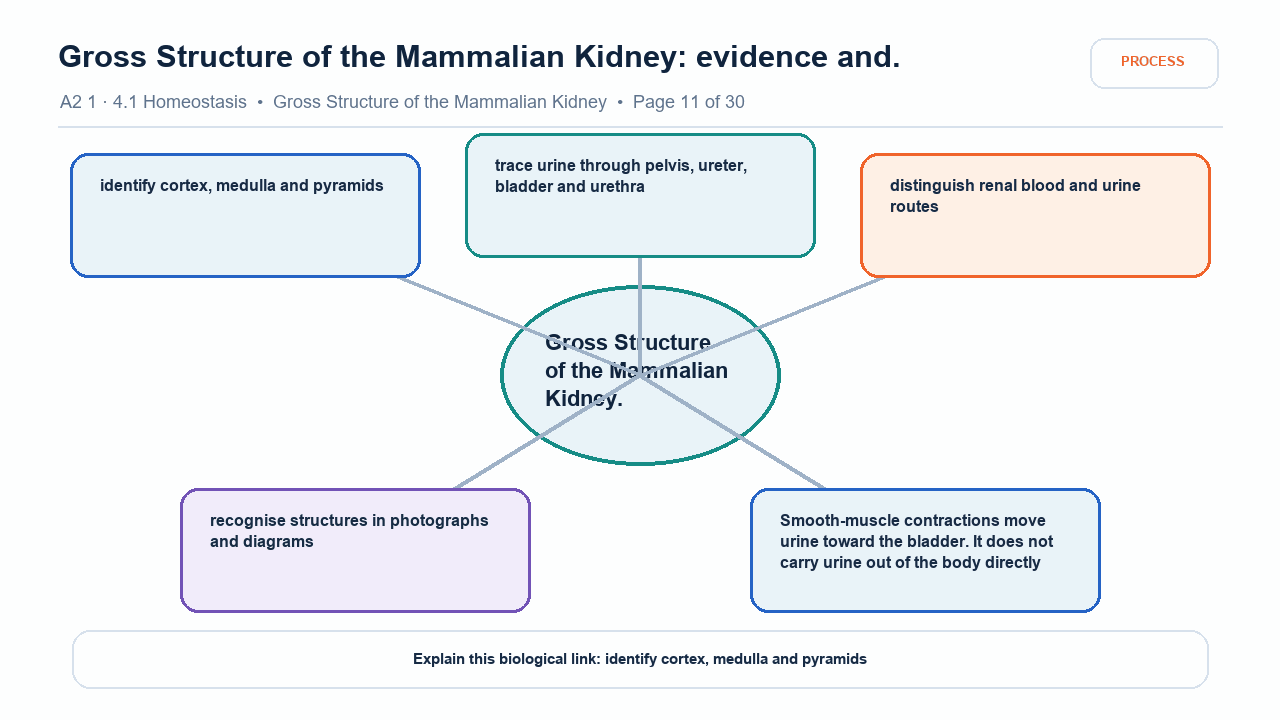 Gross Structure of the Mammalian Kidney: evidence and.
PROCESS
A2 1 · 4.1 Homeostasis • Gross Structure of the Mammalian Kidney • Page 11 of 30
identify cortex, medulla and pyramids
trace urine through pelvis, ureter,
bladder and urethra
distinguish renal blood and urine
routes
Gross Structure
of the Mammalian
Kidney.
recognise structures in photographs
and diagrams
Smooth-muscle contractions move
urine toward the bladder. It does not
carry urine out of the body directly
Explain this biological link: identify cortex, medulla and pyramids